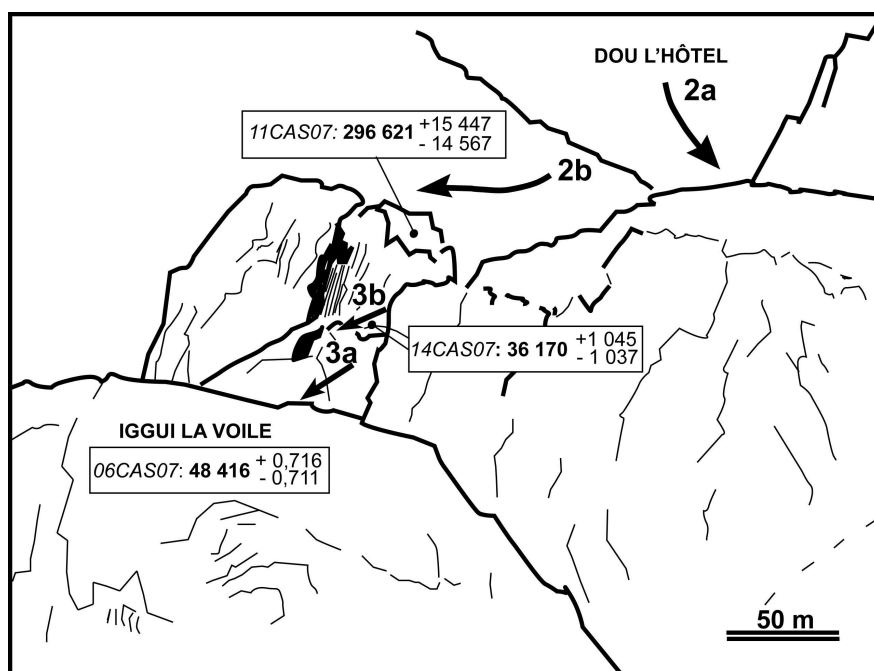 DOU L'HÔTEL
2a
11CAS07: 296 621 +15 447
- 14 567
2b
3b
14CAS07: 36 170 +1 045
- 1 037
3a
IGGUI LA VOILE
06CAS07: 48 416 + 0,716
- 0,711
50 m